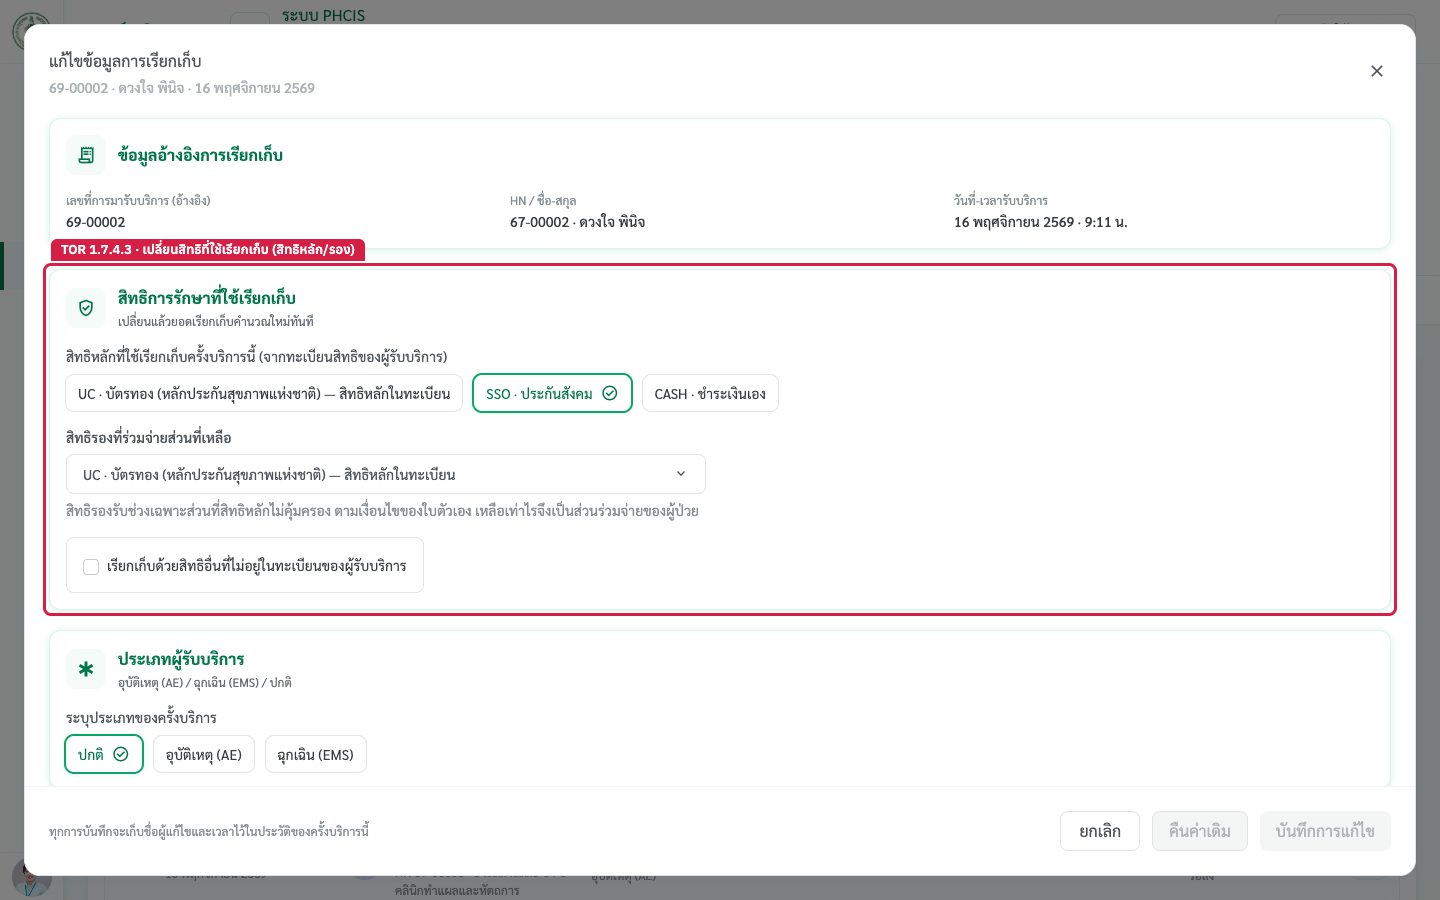 ระบบ PHCIS
แก้ไขข้อมูลการเรียกเก็บ
69-00002 · ดวงใจ พินิจ · 16 พฤศจิกายน 2569
ข้อมูลอ้างอิงการเรียกเก็บ
เลขที่การมารับบริการ (อ้างอิง)
HN / ชื่อ-สกุล
วันที่-เวลารับบริการ
69-00002
67-00002 · ดวงใจ พินิจ
16 พฤศจิกายน 2569 · 9:11 น.
TOR 1.7.4.3 · เปลี่ยนสิทธิที่ใช้เรียกเก็บ (สิทธิหลัก/รอง)
สิทธิการรักษาที่ใช้เรียกเก็บ
เปลี่ยนแล้วยอดเรียกเก็บคำนวณใหม่ทันที
สิทธิหลักที่ใช้เรียกเก็บครั้งบริการนี้ (จากทะเบียนสิทธิของผู้รับบริการ)
UC · บัตรทอง (หลักประกันสุขภาพแห่งชาติ) — สิทธิหลักในทะเบียน
SSO · ประกันสังคม
CASH · ชำระเงินเอง
สิทธิรองที่ร่วมจ่ายส่วนที่เหลือ
UC · บัตรทอง (หลักประกันสุขภาพแห่งชาติ) — สิทธิหลักในทะเบียน
สิทธิรองรับช่วงเฉพาะส่วนที่สิทธิหลักไม่คุ้มครอง ตามเงื่อนไขของใบตัวเอง เหลือเท่าไรจึงเป็นส่วนร่วมจ่ายของผู้ป่วย
เรียกเก็บด้วยสิทธิอื่นที่ไม่อยู่ในทะเบียนของผู้รับบริการ
ประเภทผู้รับบริการ
อุบัติเหตุ (AE) / ฉุกเฉิน (EMS) / ปกติ
ระบุประเภทของครั้งบริการ
ปกติ
อุบัติเหตุ (AE)
ฉุกเฉิน (EMS)
ทุกการบันทึกจะเก็บชื่อผู้แก้ไขและเวลาไว้ในประวัติของครั้งบริการนี้
ยกเลิก
คืนค่าเดิม
บันทึกการแก้ไข
คลินิกทำแผลและหัตถการ